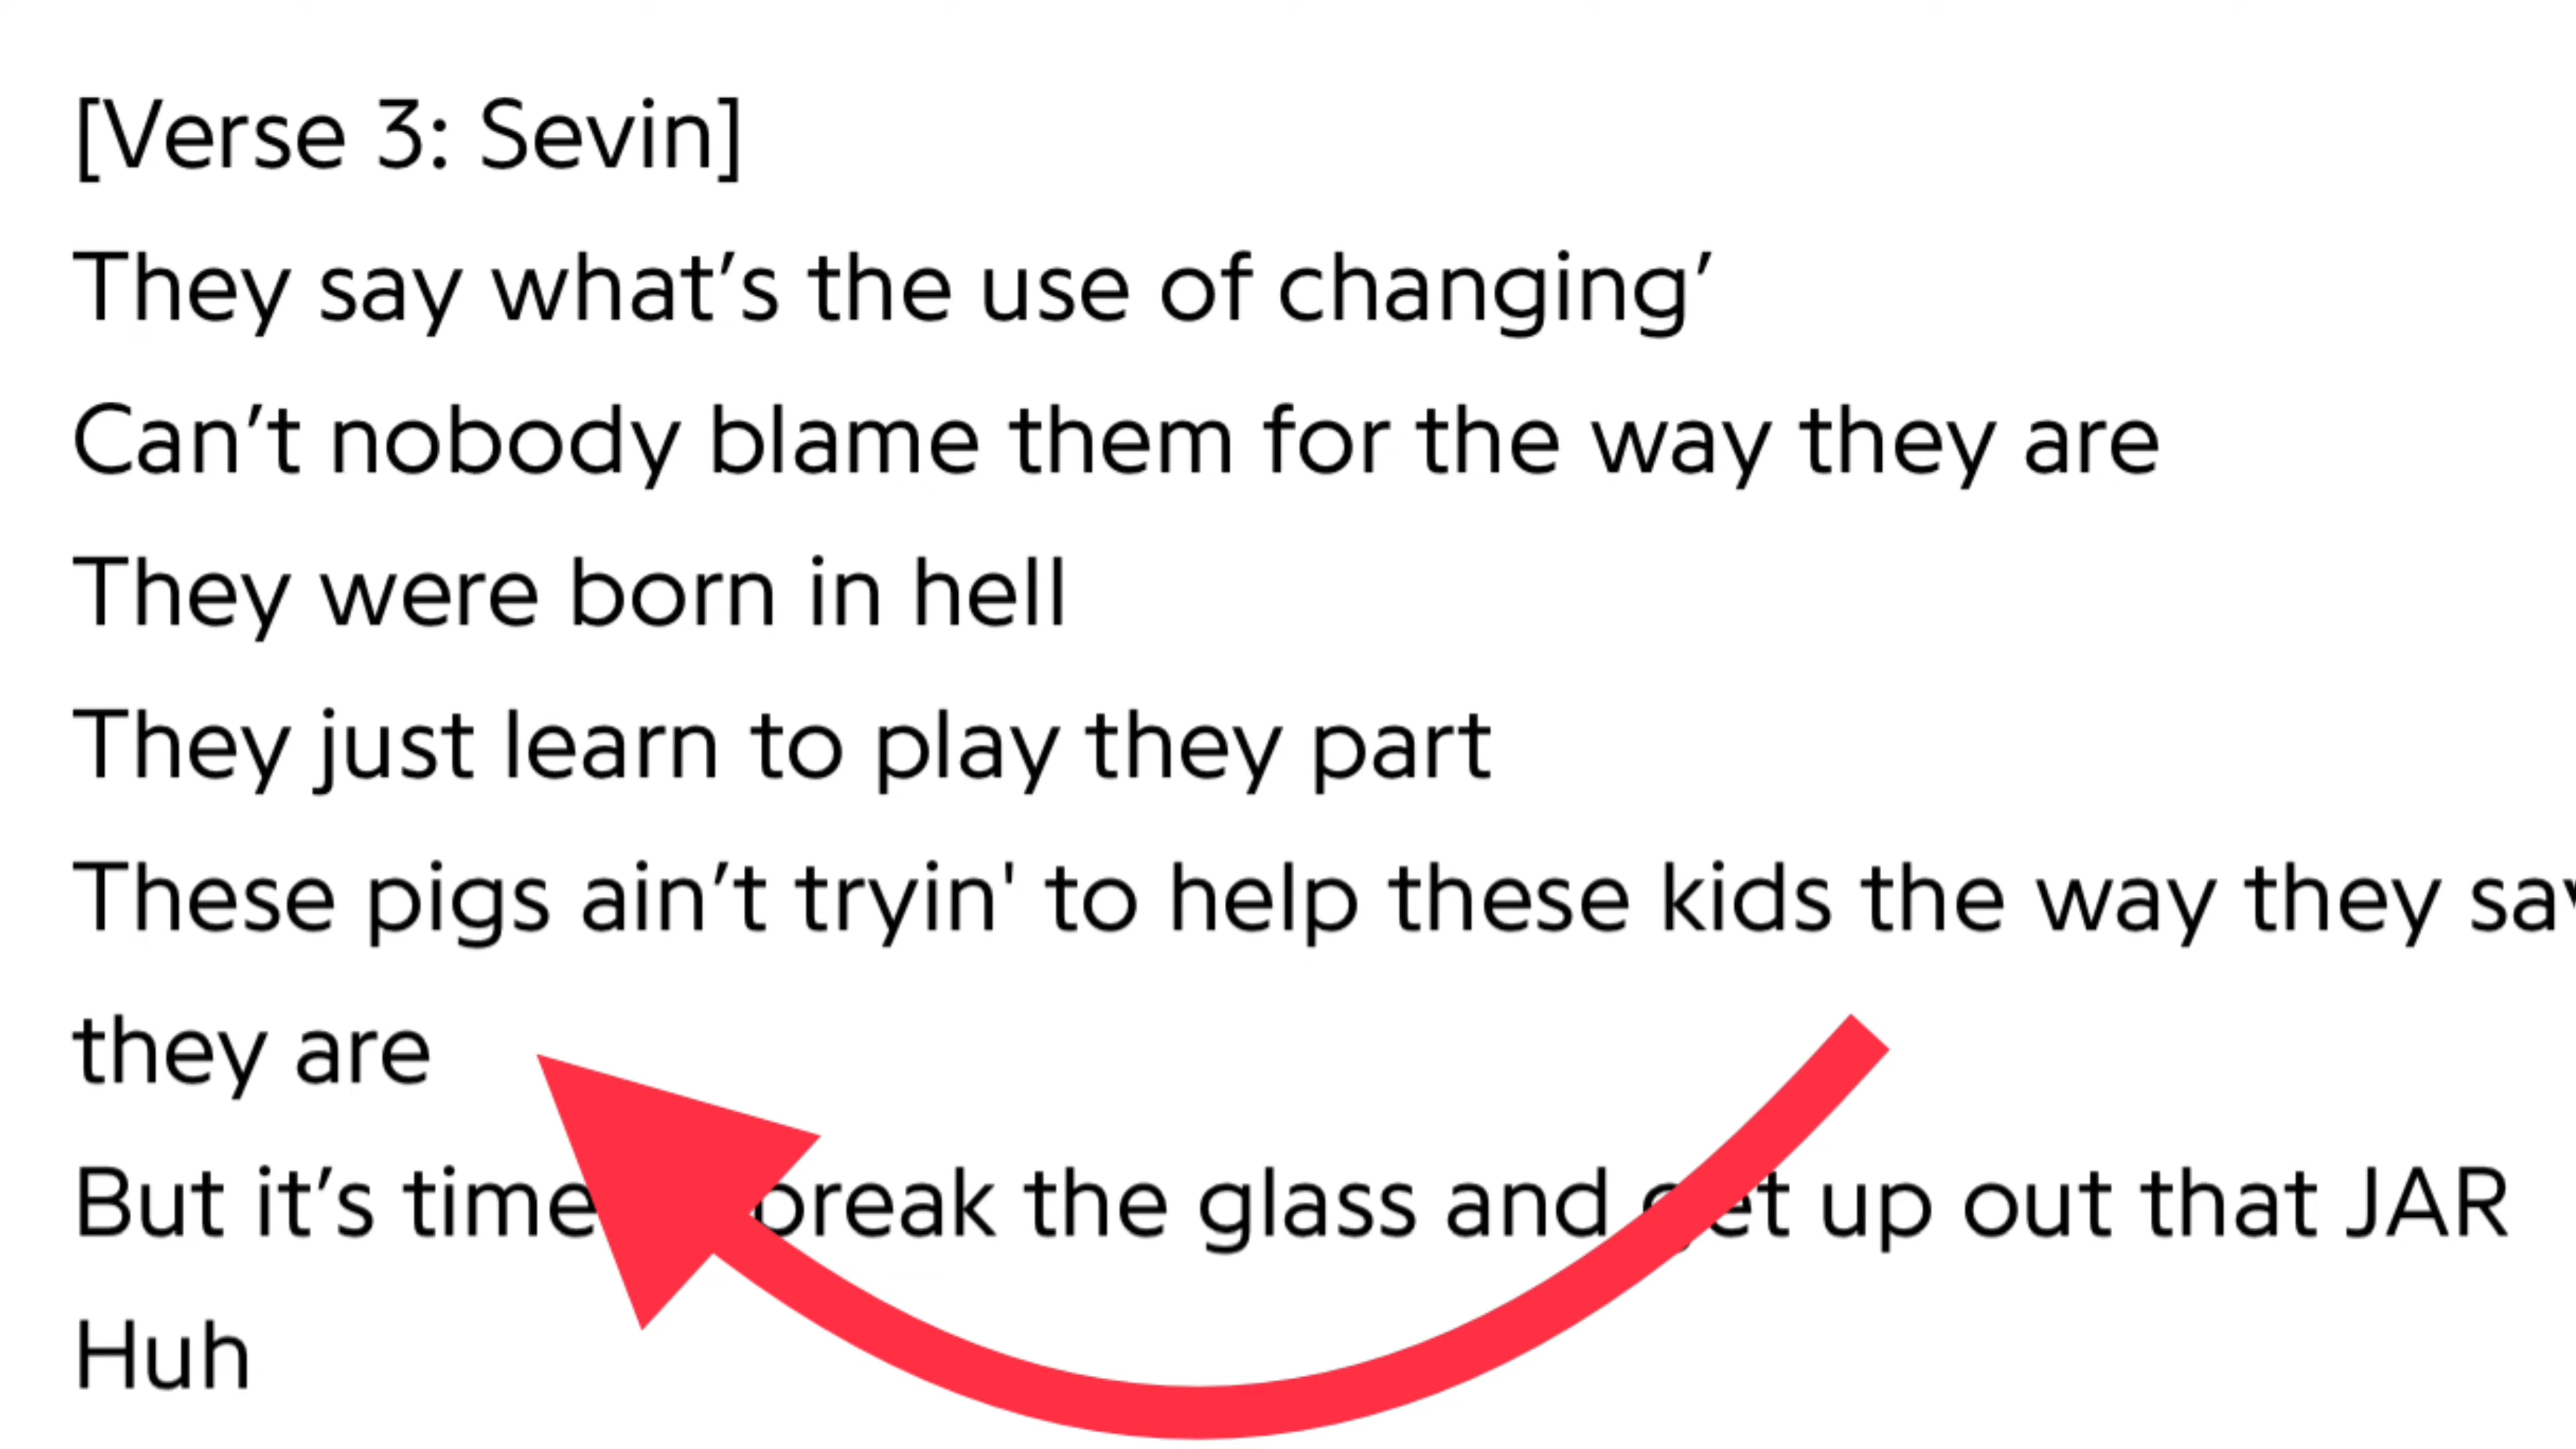 [Verse 3: Sevin]
They say what’s the use of changing’
Can’t nobody blame them for the way they are
They were born in hell
They just learn to play they part
These pigs ain’t tryin' to help these kids the way they say
they are
But it’s time break the glass and get up out that JAR
Huh